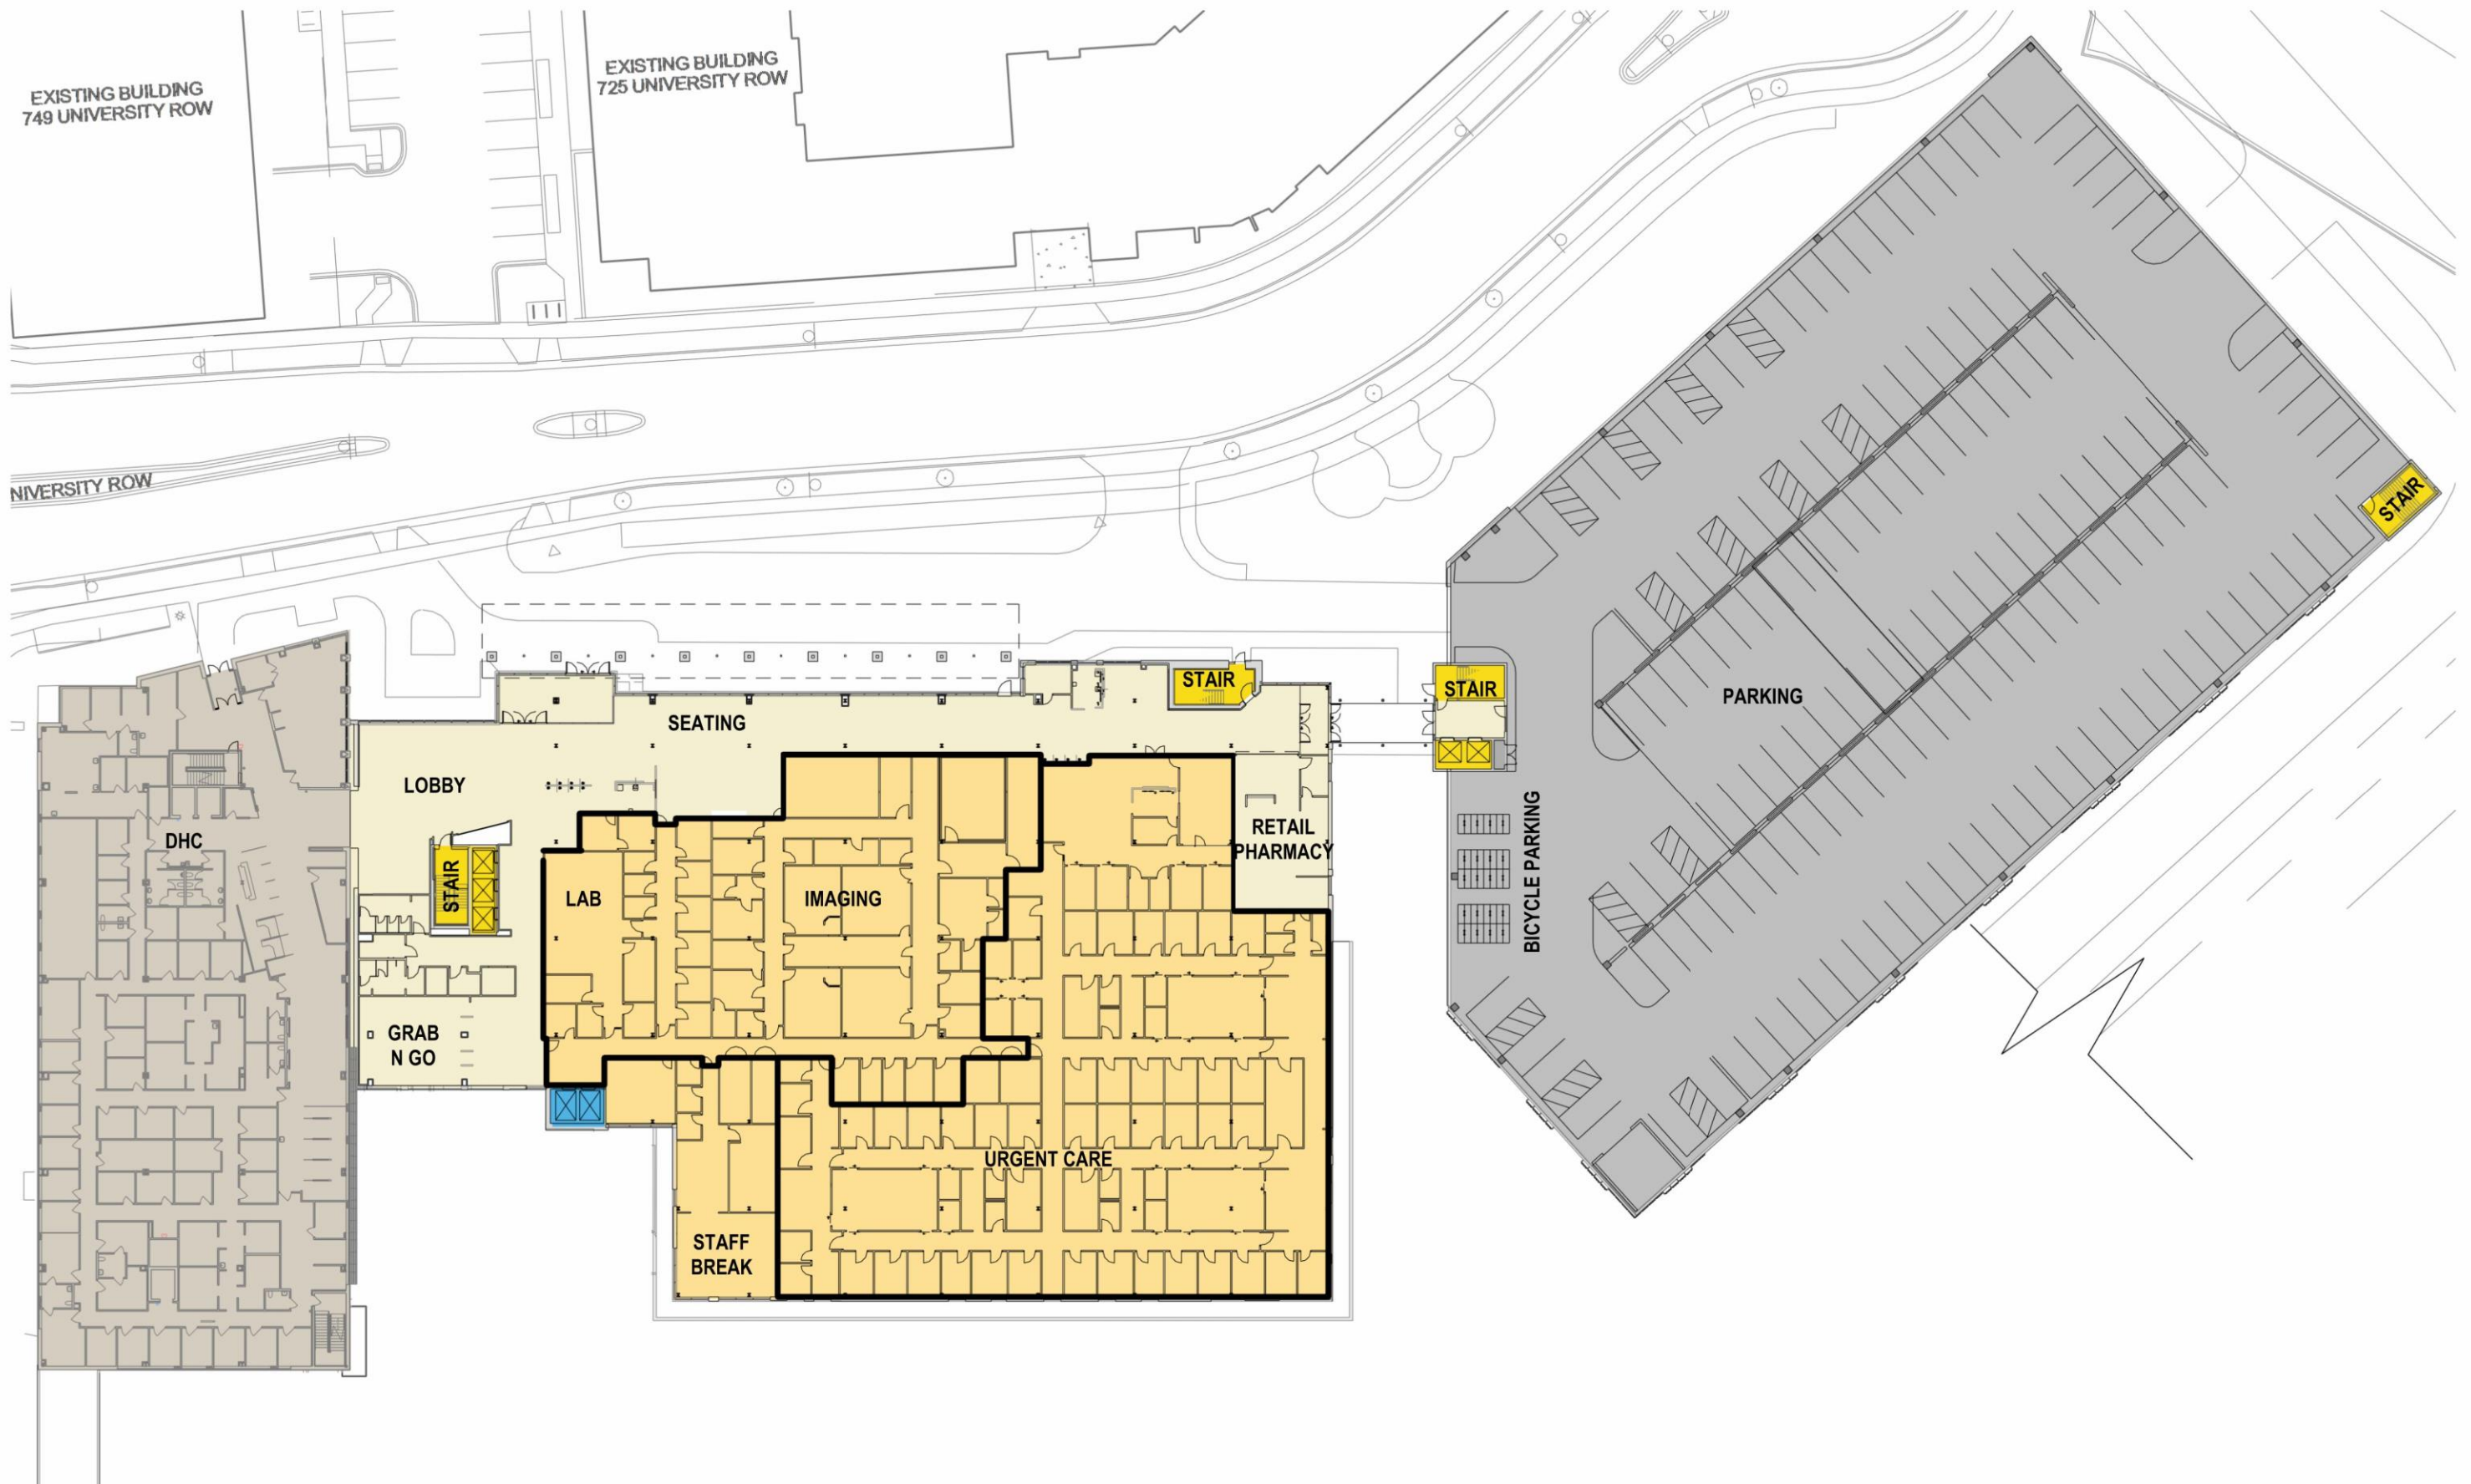 EXISTING BUILDING
749 UNIVERSITY ROW
EXISTING BUILDING
725 UNIVERSITY ROW
NIVERSITY ROW
STAIR
STAIR
STAIR
PARKING
SEATING
LOBBY
DHC
STAIR
LAB
IMAGING
RETAIL
PHARMACY
BICYCLE PARKING
GRAB
N GO
URGENT CARE
STAFF
BREAK